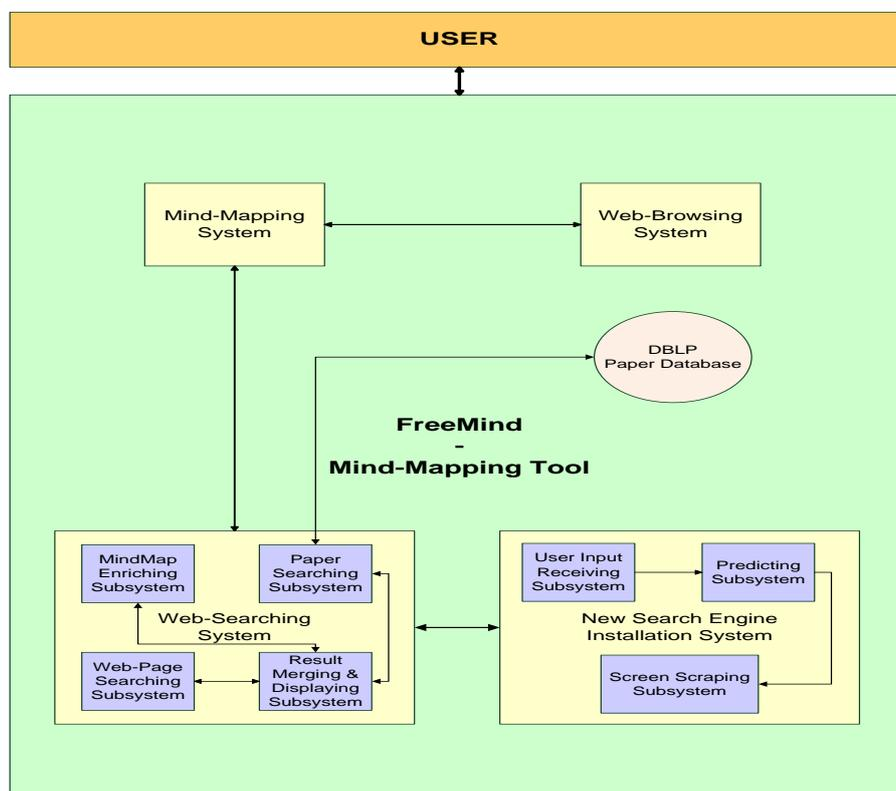 USER
Mind-Mapping
System
Web-Browsing
System
DBLP
Paper Database
FreeMind
-
Mind-Mapping Tool
MindMap
Enriching
Subsystem
Paper
Searching
Subsystem
Web-Searching
System
Web-Page
Searching
Subsystem
Result
Merging &
Displaying
Subsystem
User Input
Receiving
Subsystem
Predicting
Subsystem
New Search Engine
Installation System
Screen Scraping
Subsystem